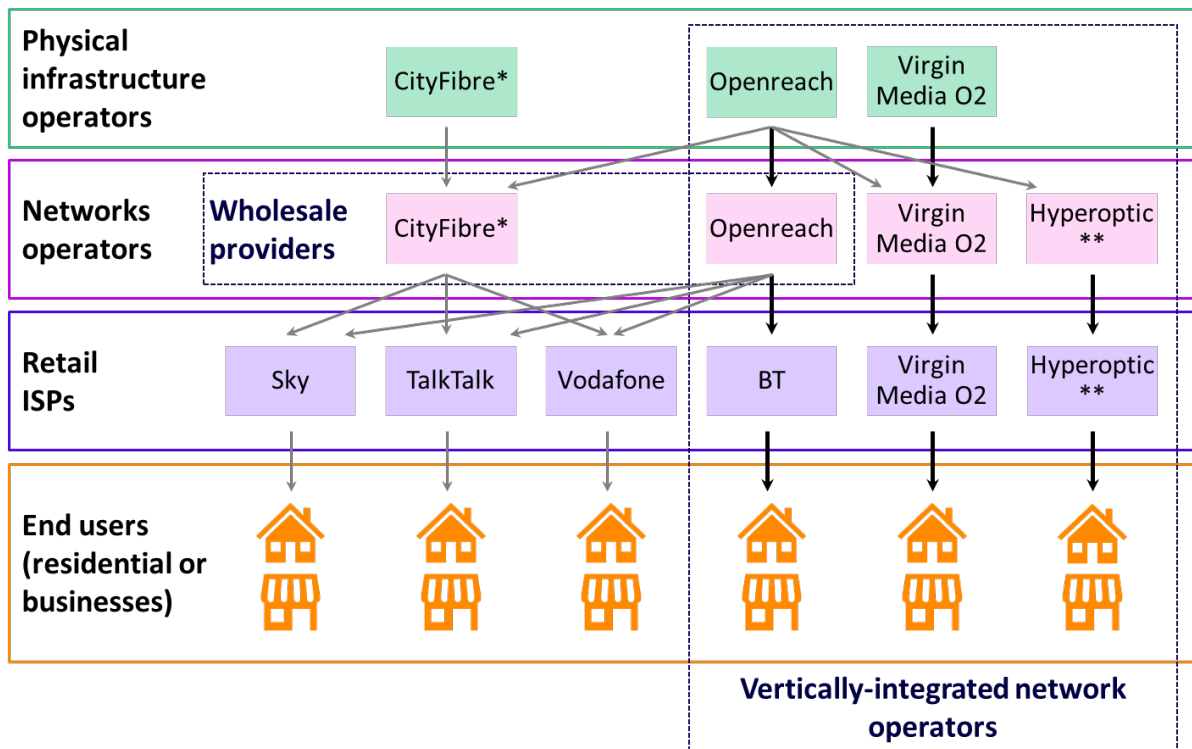 Physical
infrastructure
operators
CityFibre*
Openreach
Virgin
Media O2
Networks
operators
Wholesale
providers
CityFibre*
Openreach
Virgin
Media O2
Hyperoptic
**
Retail
ISPs
Sky
TalkTalk
Vodafone
BT
Virgin
Media O2
Hyperoptic
**
End users
(residential or
businesses)
Vertically-integrated network
operators